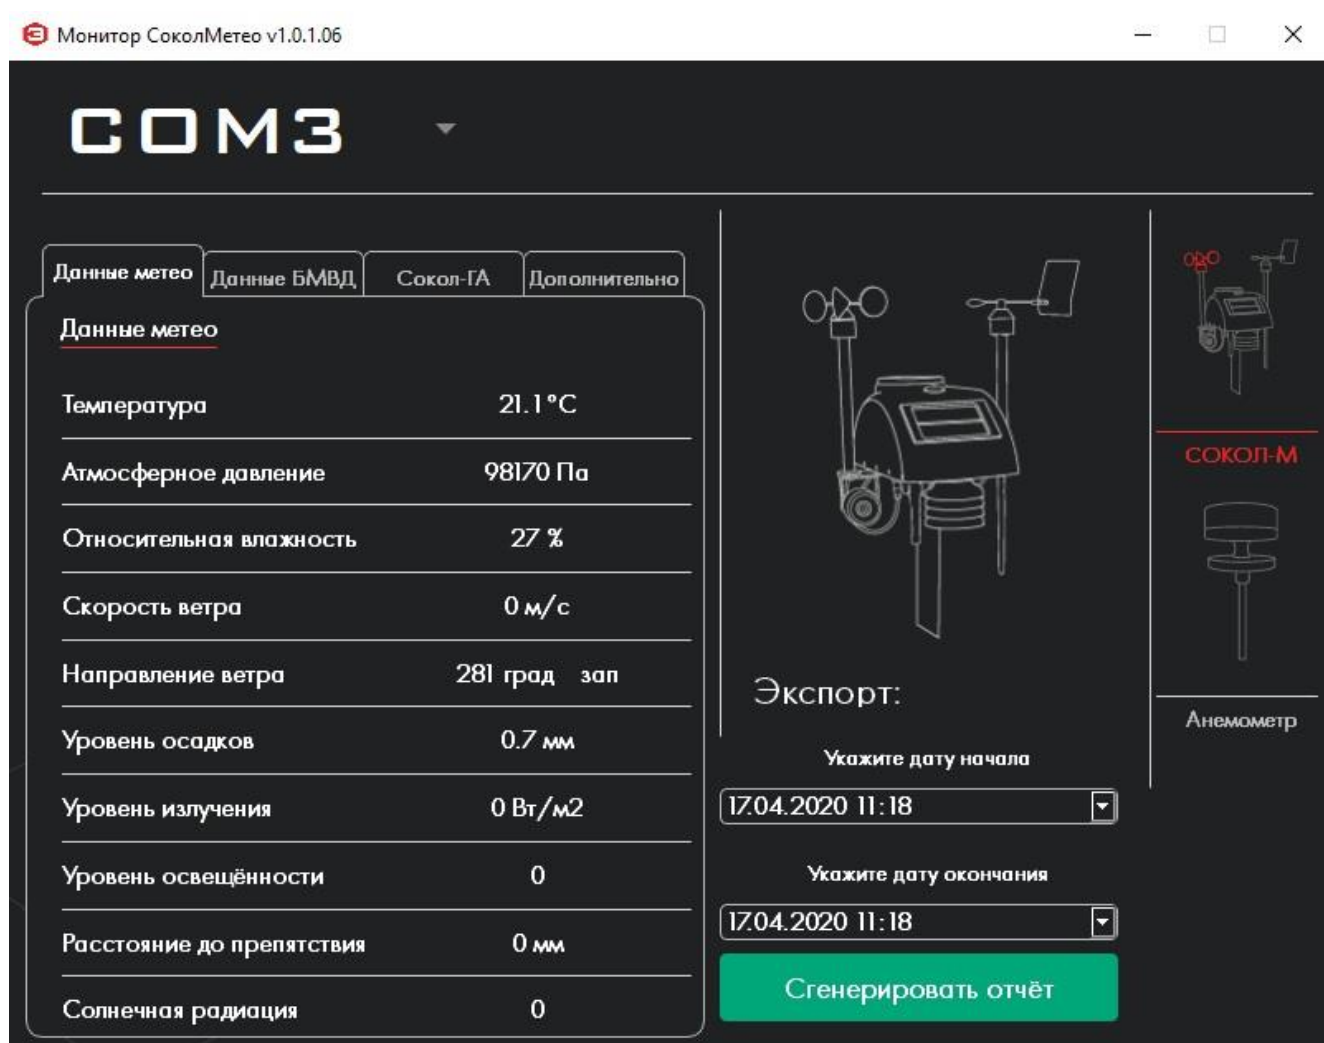 Монитор СоколМетео v1.0.1.06
COM3
Данные метео
Данные БМВД
Сокол-ГА
Дополнительно
Данные метео
Температура 21.1°C
Атмосферное давление 98170 Па
Относительная влажность 27 %
Скорость ветра 0 м/с
Направление ветра 281 град зап
Уровень осадков 0.7 мм
Уровень излучения 0 Вт/м2
Уровень освещённости 0
Расстояние до препятствия 0 мм
Солнечная радиация 0
Экспорт:
Укажите дату начала
17.04.2020 11:18
Укажите дату окончания
17.04.2020 11:18
Сгенерировать отчёт
СОКОЛ-М
Анемометр